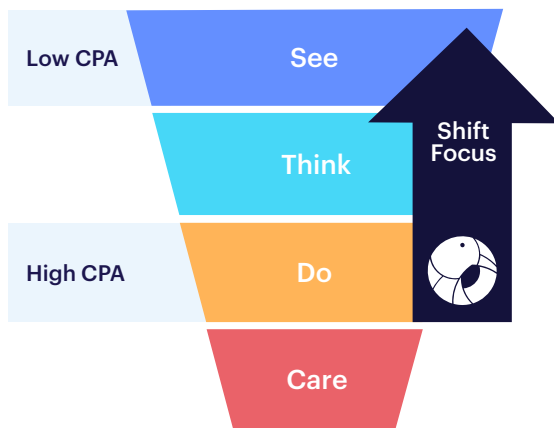 Low CPA
See
Shift
Focus
Think
High CPA
Do
Care